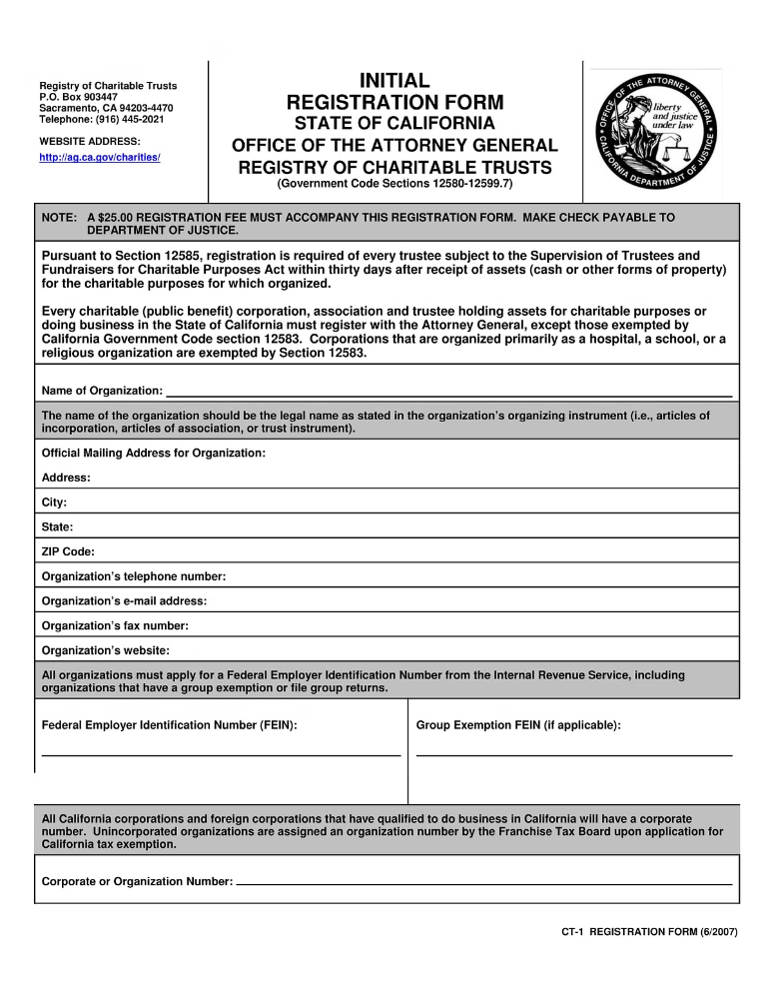 Registry of Charitable Trusts
P.O. Box 903447
Sacramento, CA 94203-4470
Telephone: (916) 445-2021
WEBSITE ADDRESS:
http://ag.ca.gov/charities/
INITIAL
REGISTRATION FORM
STATE OF CALIFORNIA
OFFICE OF THE ATTORNEY GENERAL
REGISTRY OF CHARITABLE TRUSTS
(Government Code Sections 12580-12599.7)
OFFICE OF THE ATTORNEY GENERAL
liberty
and justice
under law
CALIFORNIA DEPARTMENT OF JUSTICE
NOTE: A $25.00 REGISTRATION FEE MUST ACCOMPANY THIS REGISTRATION FORM. MAKE CHECK PAYABLE TO
DEPARTMENT OF JUSTICE.
Pursuant to Section 12585, registration is required of every trustee subject to the Supervision of Trustees and
Fundraisers for Charitable Purposes Act within thirty days after receipt of assets (cash or other forms of property)
for the charitable purposes for which organized.
Every charitable (public benefit) corporation, association and trustee holding assets for charitable purposes or
doing business in the State of California must register with the Attorney General, except those exempted by
California Government Code section 12583. Corporations that are organized primarily as a hospital, a school, or a
religious organization are exempted by Section 12583.
Name of Organization:
The name of the organization should be the legal name as stated in the organization's organizing instrument (i.e., articles of
incorporation, articles of association, or trust instrument).
Official Mailing Address for Organization:
Address:
City:
State:
ZIP Code:
Organization's telephone number:
Organization's e-mail address:
Organization's fax number:
Organization's website:
All organizations must apply for a Federal Employer Identification Number from the Internal Revenue Service, including
organizations that have a group exemption or file group returns.
Federal Employer Identification Number (FEIN):
Group Exemption FEIN (if applicable):
All California corporations and foreign corporations that have qualified to do business in California will have a corporate
number. Unincorporated organizations are assigned an organization number by the Franchise Tax Board upon application for
California tax exemption.
Corporate or Organization Number:
CT-1 REGISTRATION FORM (6/2007)